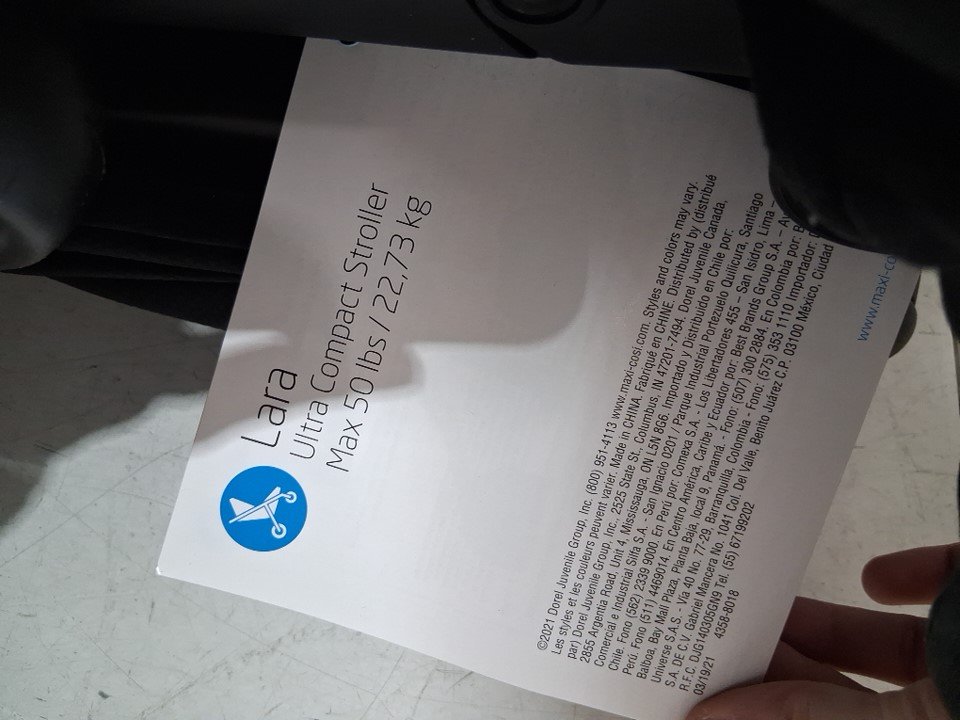 Lara
Ultra Compact Stroller
Max 50 lbs / 22,73 kg
©2021 Dorel Juvenile Group, Inc. (800) 951-4113 www.maxi-cosi.com. Styles and colors may vary.
Les styles et les couleurs peuvent varier. Made in CHINA. Fabriqué en CHINE. Distributed by (distribué
par) Dorel Juvenile Group, Inc., 2525 State St., Columbus, IN 47201-7494. Dorel Juvenile Canada,
2855 Argentia Road, Unit 4, Mississauga, ON L5N 8G6. Importado y Distribuido en Chile por:
Comercial e Industrial Silfa S.A. - San Ignacio 0201 / Parque Industrial Portezuelo Quilicura, Santiago
Chile. Fono (562) 2339 9000. En Perú por: Comexa S.A. - Los Libertadores 455 – San Isidro, Lima –
Perú. Fono (511) 4469014. En Centro América, Caribe y Ecuador por: Best Brands Group S.A. –
Balboa, Bay Mall Plaza, Planta Baja, local 9, Panamá. - Fono: (507) 300 2884. En Colombia por:
Universe S.A.S. - Vía 40 No. 77-29, Barranquilla, Colombia - Fono: (575) 353 1110 Importador:
S.A. DE C.V. Gabriel Mancera No. 1041 Col. Del Valle, Benito Juárez C.P. 03100 México, Ciudad
R.F.C. DJG140305GN9 Tel. (55) 67199202
03/19/21 4358-8018
www.maxi-co